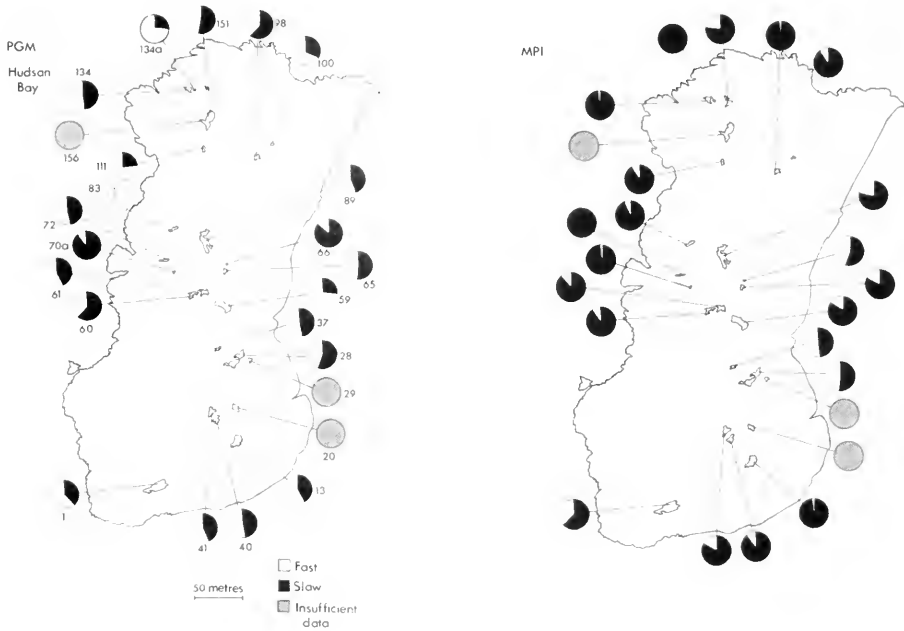 PGM
Hudson
Bay
134a
151
98
100
134
156
111
83
72
70a
61
60
89
66
65
59
37
28
29
20
13
1
41
40
Fast
Slow
Insufficient
data
50 metres
MPI